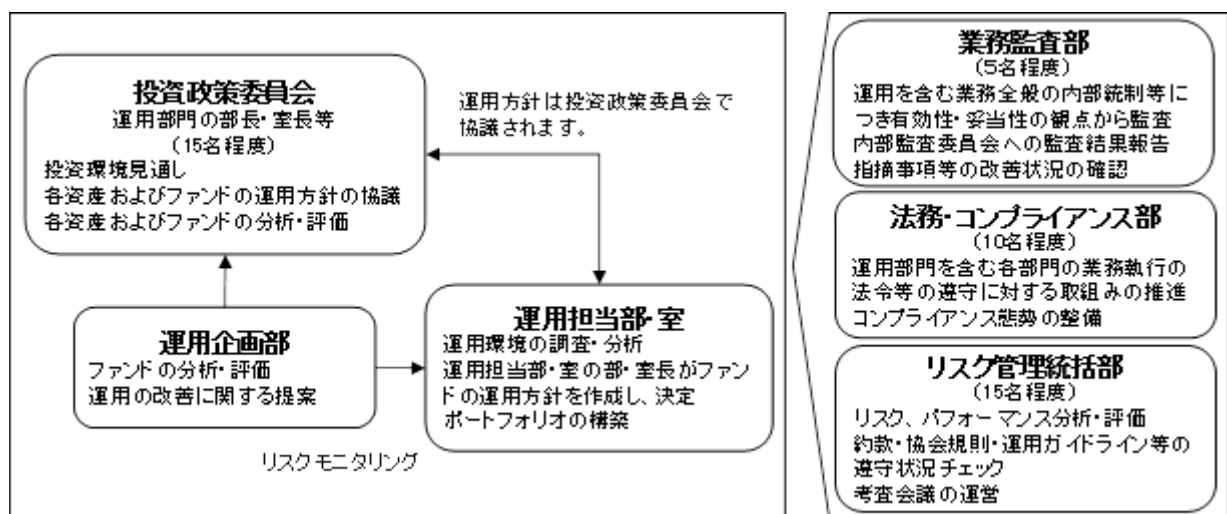 投資政策委員会
運用部門の部長・室長等
(15名程度)
投資環境見通し
各資産およびファンドの運用方針の協議
各資産およびファンドの分析・評価
運用方針は投資政策委員会で
協議されます。
運用企画部
ファンドの分析・評価
運用の改善に関する提案
運用担当部・室
運用環境の調査・分析
運用担当部・室の部・室長がファン
ドの運用方針を作成し、決定
ポートフォリオの構築
リスクモニタリング
業務監査部
(5名程度)
運用を含む業務全般の内部統制等に
つき有効性・妥当性の観点から監査
内部監査委員会への監査結果報告
指摘事項等の改善状況の確認
法務・コンプライアンス部
(10名程度)
運用部門を含む各部門の業務執行の
法令等の遵守に対する取組みの推進
コンプライアンス態勢の整備
リスク管理統括部
(15名程度)
リスク、パフォーマンス分析・評価
約款・協会規則・運用ガイドライン等の
遵守状況チェック
考査会議の運営